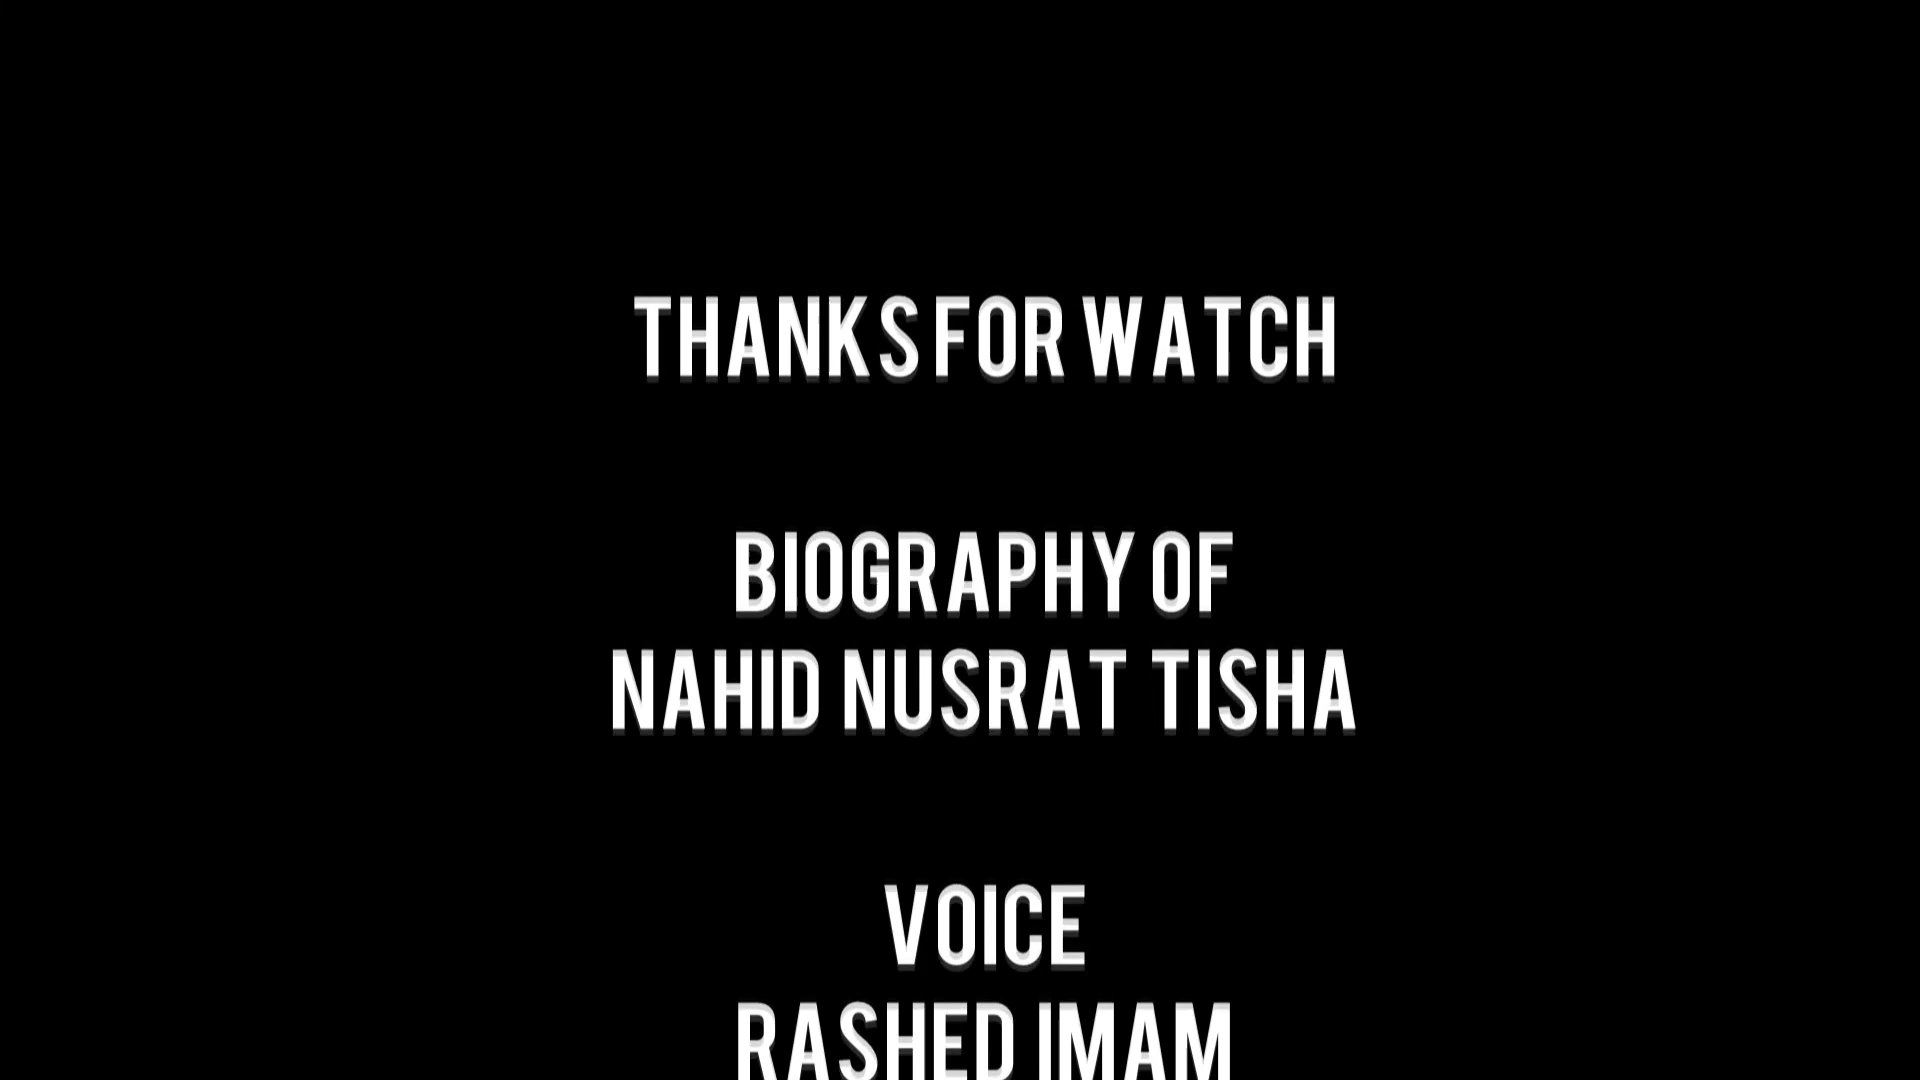 THANKS FOR WATCH
BIOGRAPHY OF
NAHID NUSRAT TISHA
VOICE
RASHED IMAM